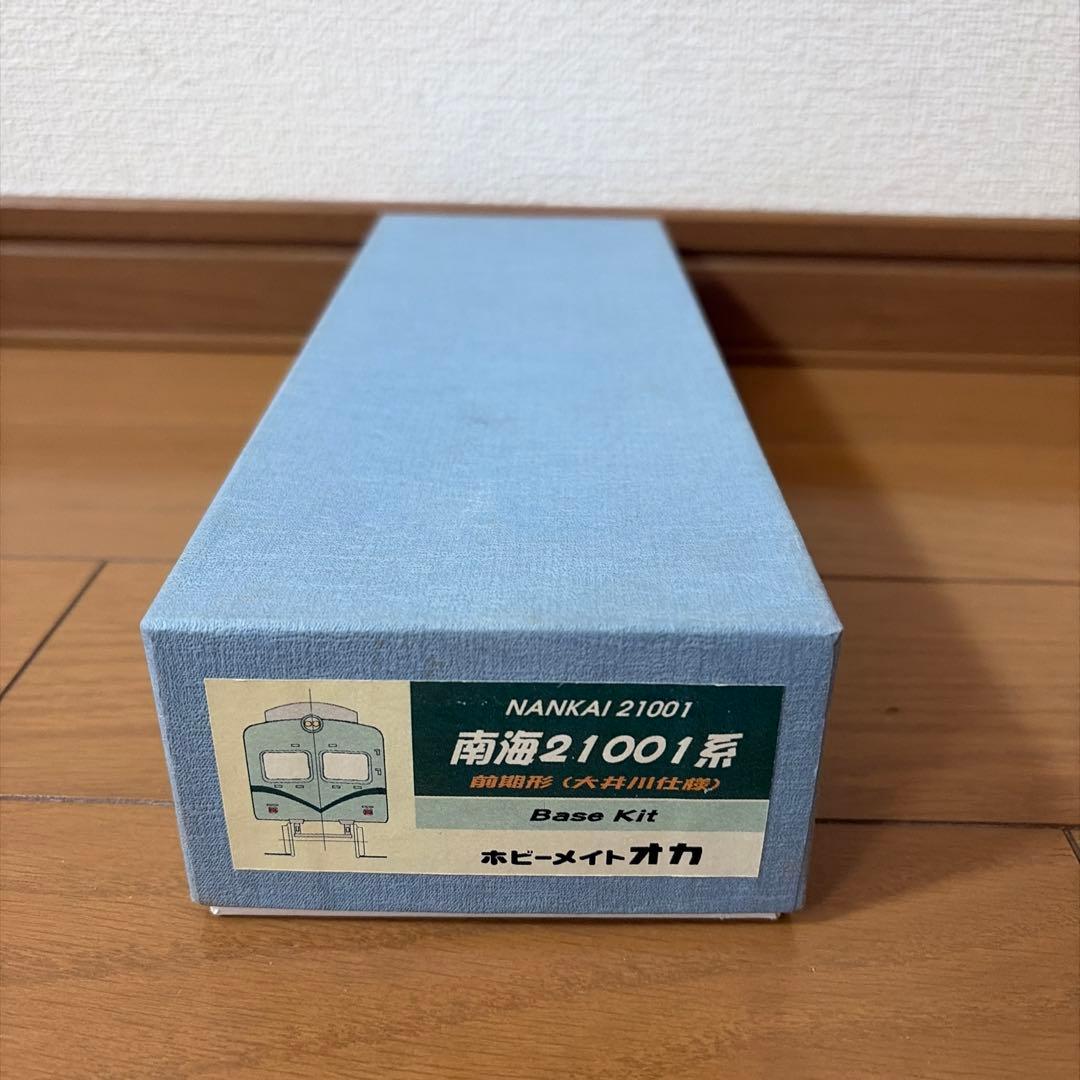 NANKAI 21001
南海21001系
前期形（大井川仕様）
Base Kit
ホビーメイトオカ